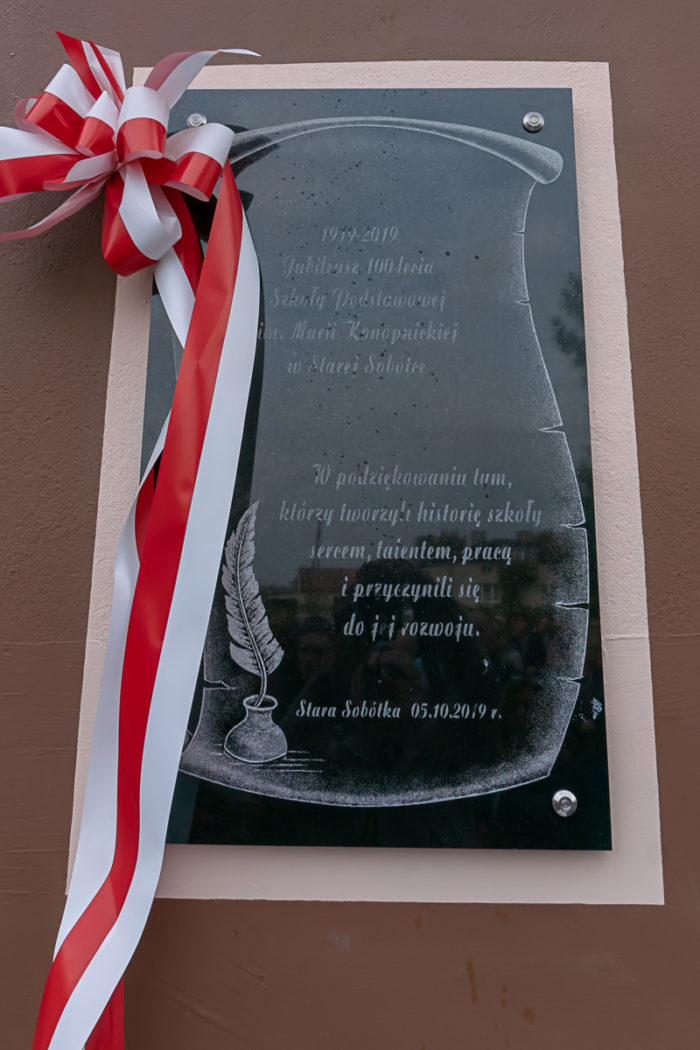 1919-2019
Jubileusz 100-lecia
Szkoły Podstawowej
im. Marii Konopnickiej
w Starej Sobótce
W podziękowaniu tym,
którzy tworzyli historię szkoły
sercem, talentem, pracą
i przyczynili się
do jej rozwoju.
Stara Sobótka 05.10.2019 r.